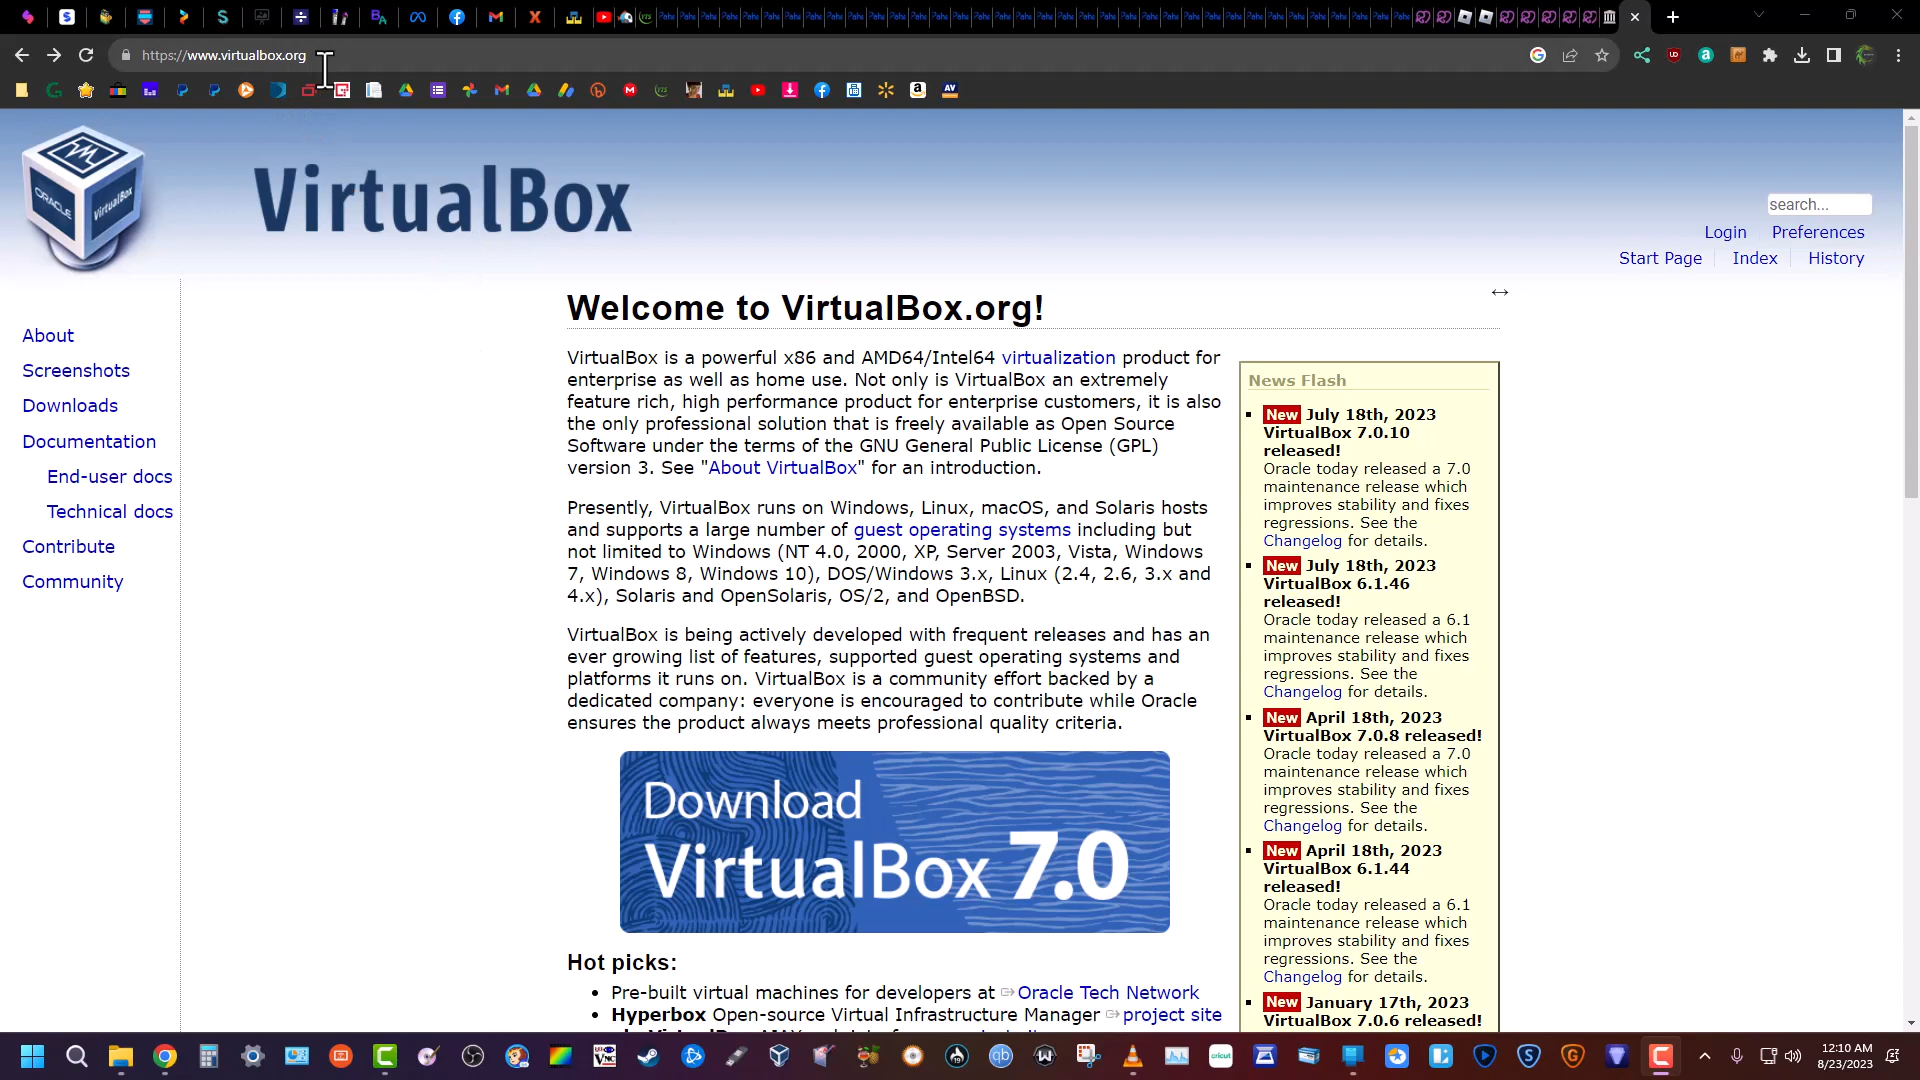 https://www.virtualbox.org
ORACLE
VirtualBox
VirtualBox
search...
Login
Preferences
Start Page
Index
History
About
Screenshots
Downloads
Documentation
End-user docs
Technical docs
Contribute
Community
Welcome to VirtualBox.org!
VirtualBox is a powerful x86 and AMD64/Intel64 virtualization product for
enterprise as well as home use. Not only is VirtualBox an extremely
feature rich, high performance product for enterprise customers, it is also
the only professional solution that is freely available as Open Source
Software under the terms of the GNU General Public License (GPL)
version 3. See "About VirtualBox" for an introduction.
Presently, VirtualBox runs on Windows, Linux, macOS, and Solaris hosts
and supports a large number of guest operating systems including but
not limited to Windows (NT 4.0, 2000, XP, Server 2003, Vista, Windows
7, Windows 8, Windows 10), DOS/Windows 3.x, Linux (2.4, 2.6, 3.x and
4.x), Solaris and OpenSolaris, OS/2, and OpenBSD.
VirtualBox is being actively developed with frequent releases and has an
ever growing list of features, supported guest operating systems and
platforms it runs on. VirtualBox is a community effort backed by a
dedicated company: everyone is encouraged to contribute while Oracle
ensures the product always meets professional quality criteria.
Download
VirtualBox 7.0
Hot picks:
• Pre-built virtual machines for developers at Oracle Tech Network
• Hyperbox Open-source Virtual Infrastructure Manager project site
News Flash
New July 18th, 2023
VirtualBox 7.0.10
released!
Oracle today released a 7.0
maintenance release which
improves stability and fixes
regressions. See the
Changelog for details.
New July 18th, 2023
VirtualBox 6.1.46
released!
Oracle today released a 6.1
maintenance release which
improves stability and fixes
regressions. See the
Changelog for details.
New April 18th, 2023
VirtualBox 7.0.8 released!
Oracle today released a 7.0
maintenance release which
improves stability and fixes
regressions. See the
Changelog for details.
New April 18th, 2023
VirtualBox 6.1.44
released!
Oracle today released a 6.1
maintenance release which
improves stability and fixes
regressions. See the
Changelog for details.
New January 17th, 2023
VirtualBox 7.0.6 released!
12:10 AM
8/23/2023